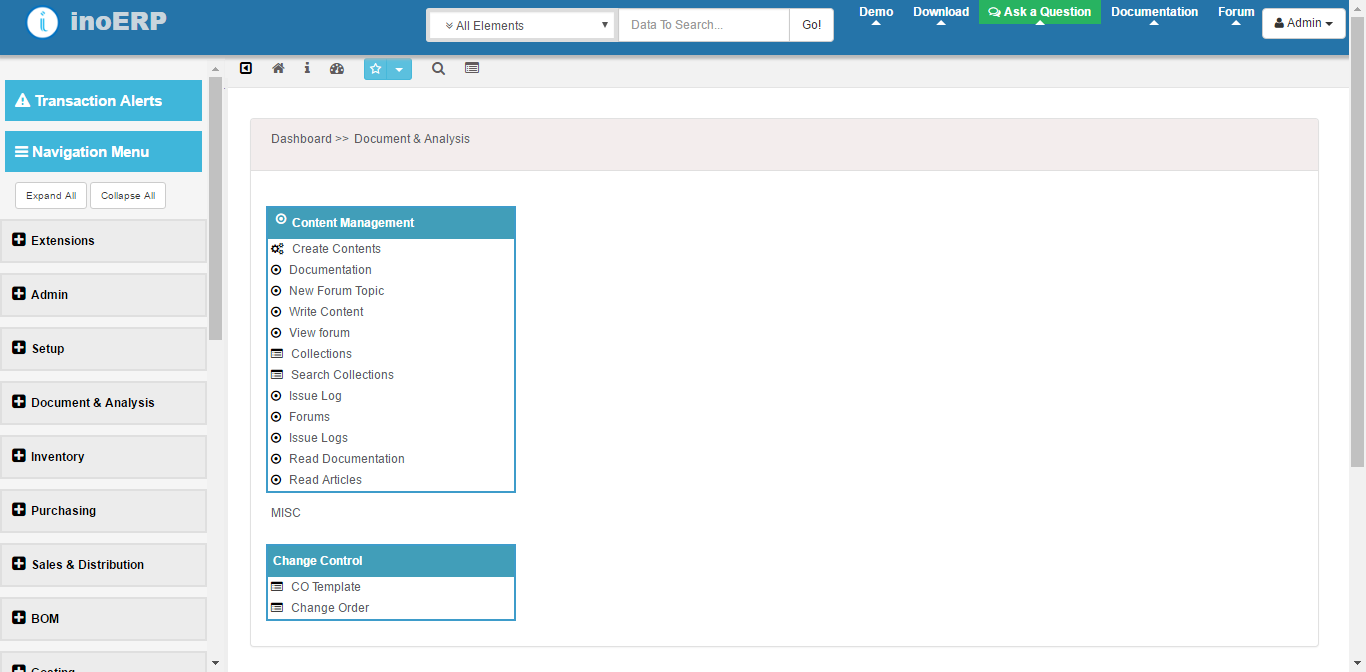 inoERP
All Elements
Data To Search...
Go!
Demo
Download
Ask a Question
Documentation
Forum
Admin
Transaction Alerts
Navigation Menu
Expand All
Collapse All
Extensions
Admin
Setup
Document & Analysis
Inventory
Purchasing
Sales & Distribution
BOM
Costing
Dashboard >> Document & Analysis
Content Management
Create Contents
Documentation
New Forum Topic
Write Content
View forum
Collections
Search Collections
Issue Log
Forums
Issue Logs
Read Documentation
Read Articles
MISC
Change Control
CO Template
Change Order